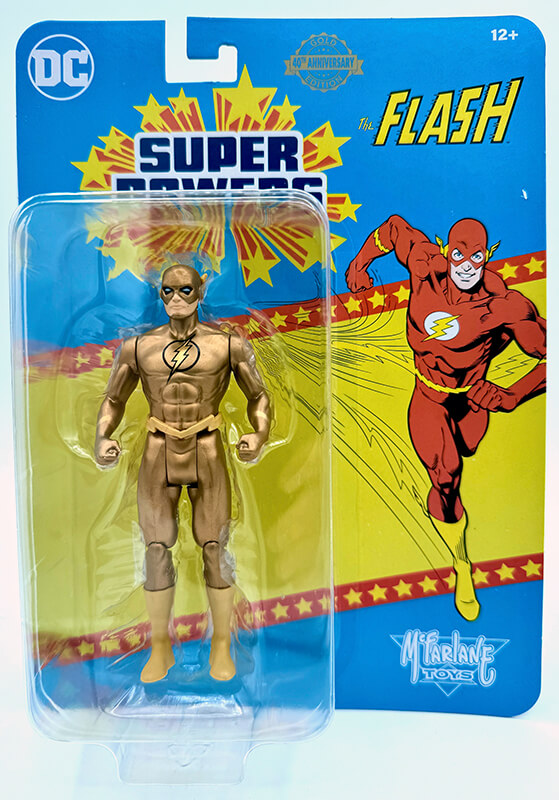 DC
GOLD
40TH ANNIVERSARY
EDITION
12+
THE FLASH
SUPER
POWERS
McFARLANE
TOYS